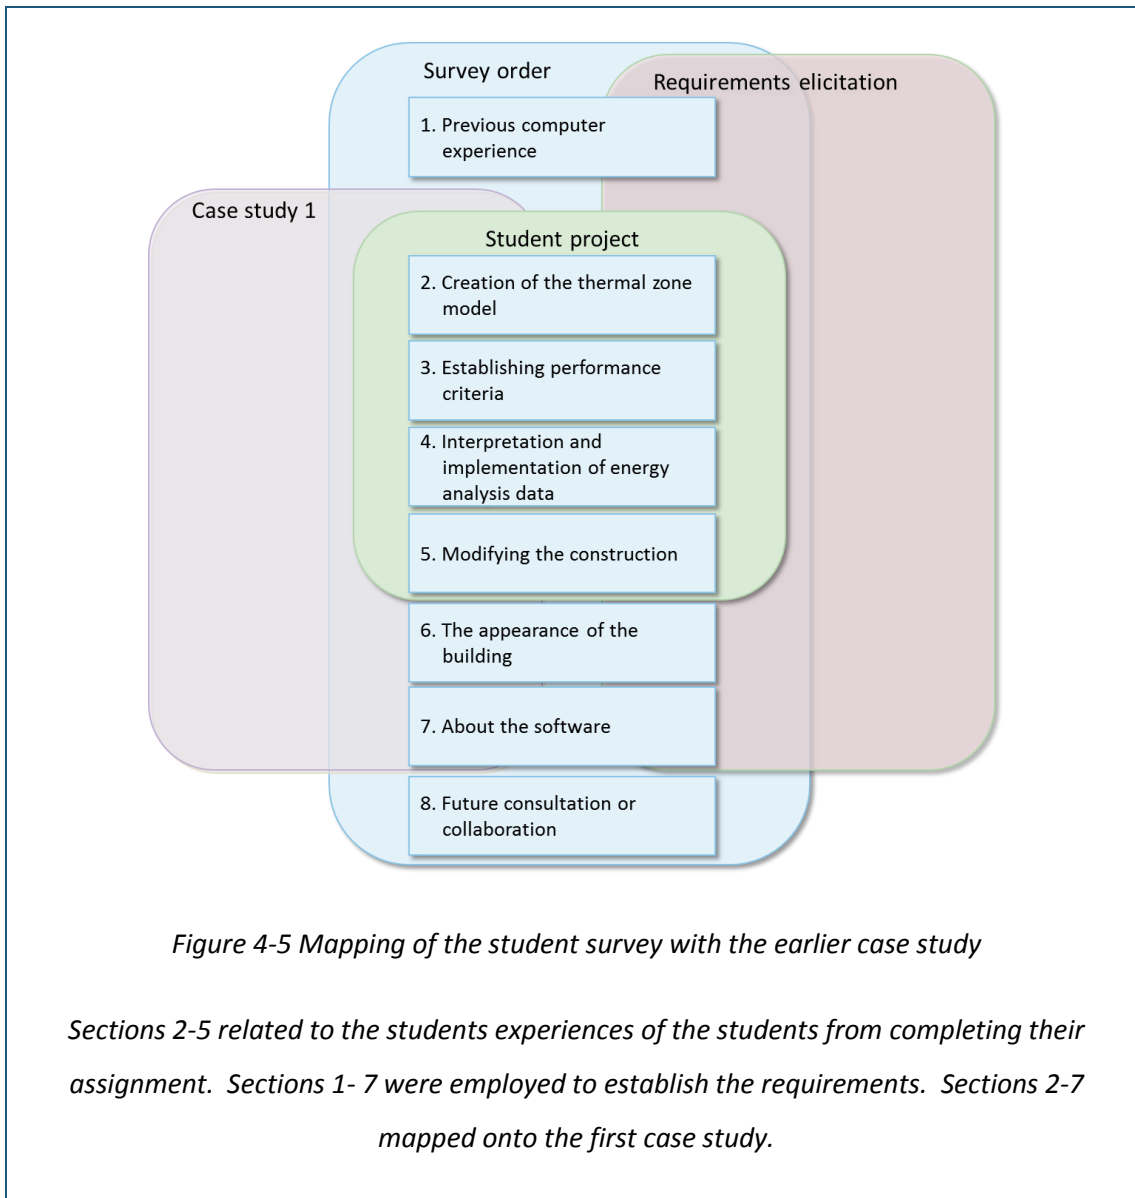 Survey order
Requirements elicitation
1. Previous computer
experience
Case study 1
Student project
2. Creation of the thermal zone
model
3. Establishing performance
criteria
4. Interpretation and
implementation of energy
analysis data
5. Modifying the construction
6. The appearance of the
building
7. About the software
8. Future consultation or
collaboration
Figure 4-5 Mapping of the student survey with the earlier case study
Sections 2-5 related to the students experiences of the students from completing their
assignment.  Sections 1- 7 were employed to establish the requirements.  Sections 2-7
mapped onto the first case study.